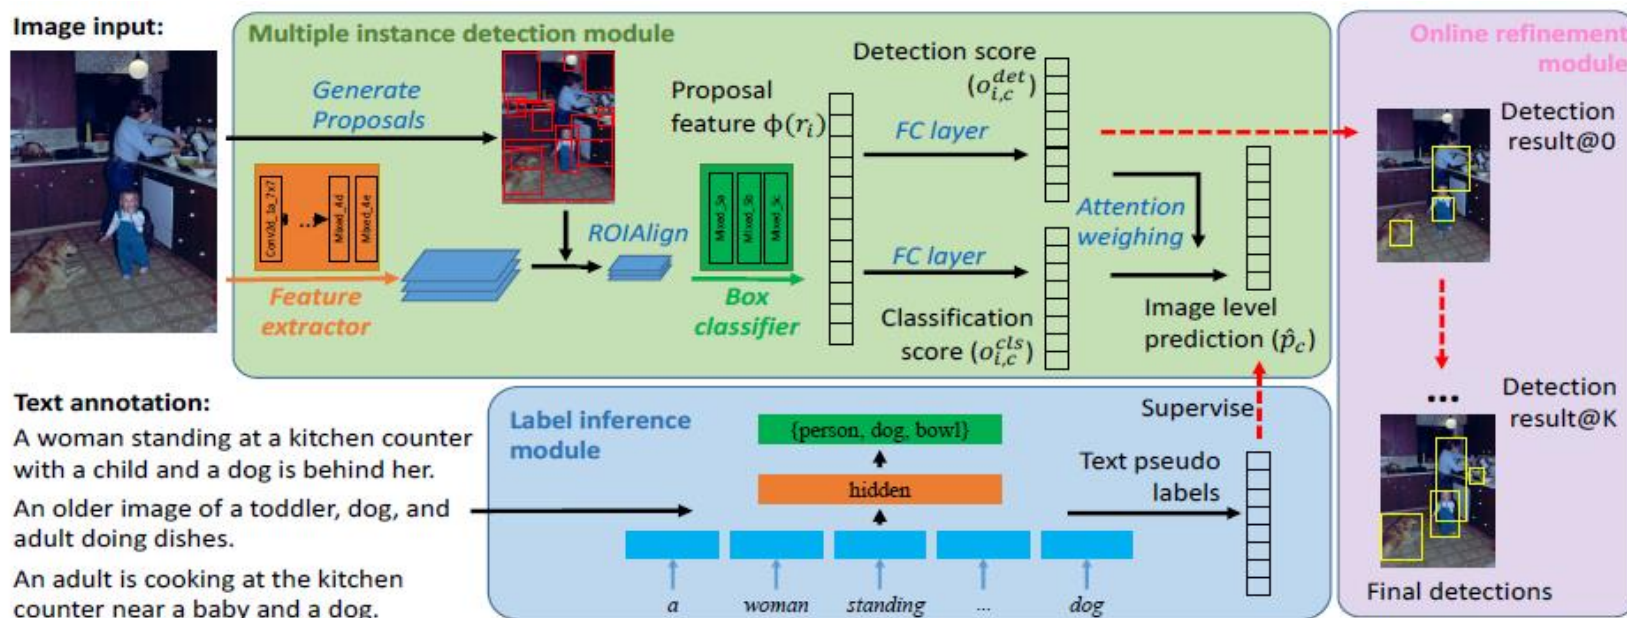 Image input:
Multiple instance detection module
Online refinement
module
Generate
Proposals
Proposal
feature ϕ(r_i)
Detection score
(o_{i,c}^{det})
FC layer
Detection
result@0
Conv2d_1a_7x7
...
Mixed_4d
Mixed_4e
Mixed_5a
Mixed_5b
Mixed_5c
ROIAlign
Attention
weighing
FC layer
Feature
extractor
Box
classifier
Classification
score (o_{i,c}^{cls})
Image level
prediction (p̂_c)
Text annotation:
A woman standing at a kitchen counter
with a child and a dog is behind her.
An older image of a toddler, dog, and
adult doing dishes.
An adult is cooking at the kitchen
counter near a baby and a dog.
Label inference
module
{person, dog, bowl}
hidden
a
woman
standing
...
dog
Supervise
Text pseudo
labels
...
Detection
result@K
Final detections